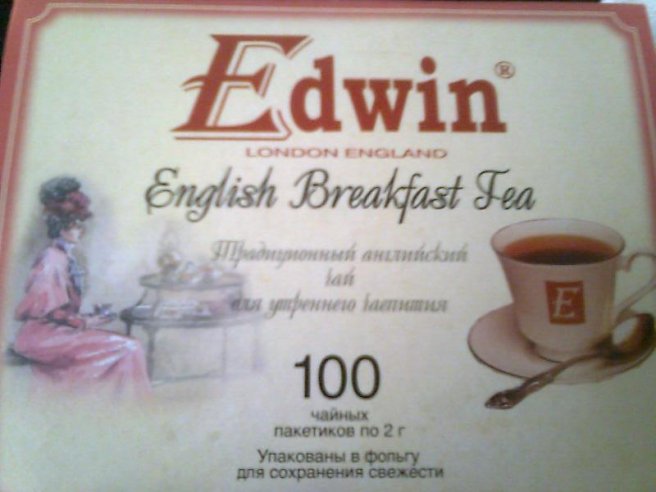 Edwin®
LONDON ENGLAND
English Breakfast Tea
Традиционный английский
чай
для утреннего чаепития
E
100
чайных
пакетиков по 2 г
Упакованы в фольгу
для сохранения свежести